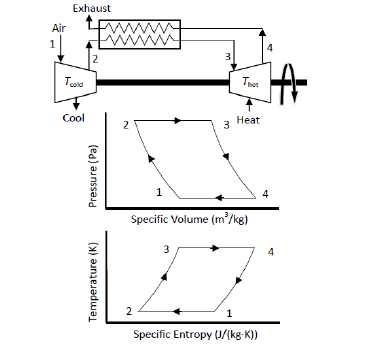 Exhaust
Air
1
2
3
4
Tcold
Thot
Cool
Heat
Pressure (Pa)
2
3
1
4
Specific Volume (m³/kg)
Temperature (K)
3
4
2
1
Specific Entropy (J/(kg·K))